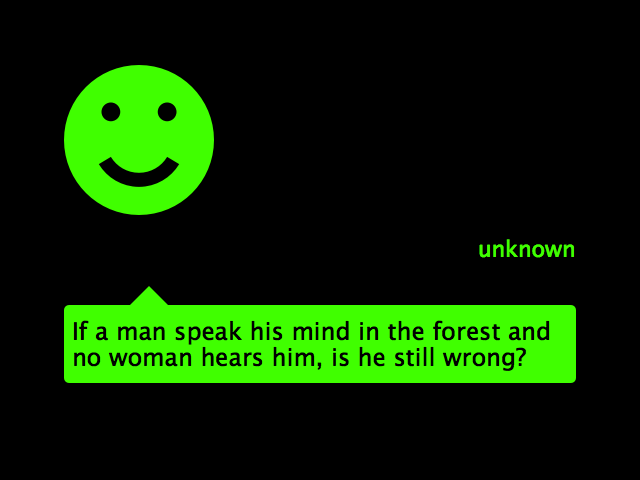 unknown
If a man speak his mind in the forest and
no woman hears him, is he still wrong?